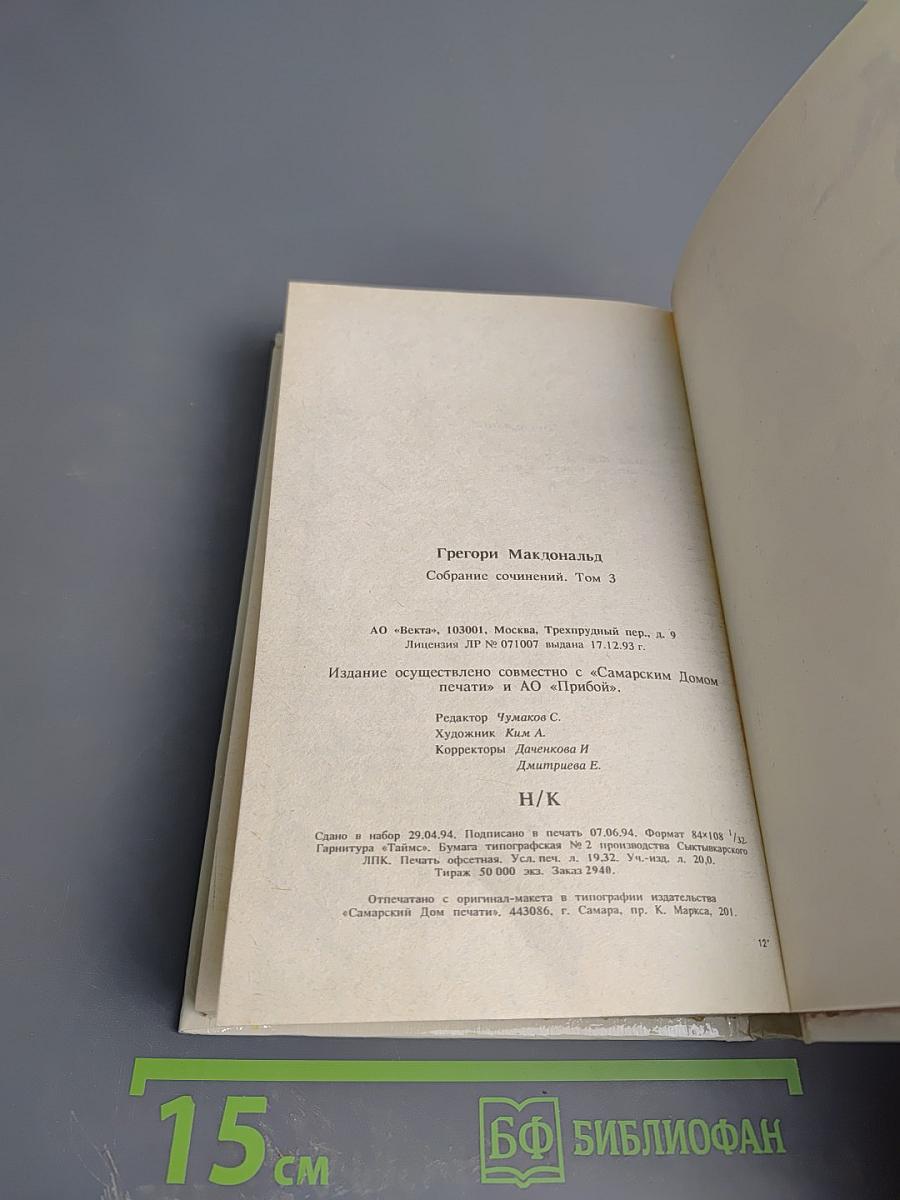 Грегори Макдональд
Собрание сочинений. Том 3
АО «Векта», 103001, Москва, Трехпрудный пер., д. 9
Лицензия ЛР № 071007 выдана 17.12.93 г.
Издание осуществлено совместно с «Самарским Домом
печати» и АО «Прибой».
Редактор Чумаков С.
Художник Ким А.
Корректоры Даченкова И
Дмитриева Е.
Н/К
Сдано в набор 29.04.94. Подписано в печать 07.06.94. Формат 84×108 1/32.
Гарнитура «Таймс». Бумага типографская № 2 производства Сыктывкарского
ЛПК. Печать офсетная. Усл. печ. л. 19,32. Уч.-изд. л. 20,0.
Тираж 50 000 экз. Заказ 2940.
Отпечатано с оригинал-макета в типографии издательства
«Самарский Дом печати». 443086, г. Самара, пр. К. Маркса, 201.
12*
15 см
БФ БИБЛИОФАН